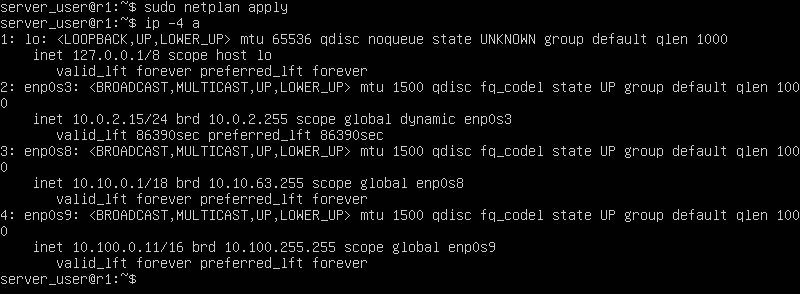 server_user@r1:~$ sudo netplan apply
server_user@r1:~$ ip -4 a
1: lo: <LOOPBACK,UP,LOWER_UP> mtu 65536 qdisc noqueue state UNKNOWN group default qlen 1000
    inet 127.0.0.1/8 scope host lo
       valid_lft forever preferred_lft forever
2: enp0s3: <BROADCAST,MULTICAST,UP,LOWER_UP> mtu 1500 qdisc fq_codel state UP group default qlen 100
0
    inet 10.0.2.15/24 brd 10.0.2.255 scope global dynamic enp0s3
       valid_lft 86390sec preferred_lft 86390sec
3: enp0s8: <BROADCAST,MULTICAST,UP,LOWER_UP> mtu 1500 qdisc fq_codel state UP group default qlen 100
0
    inet 10.10.0.1/18 brd 10.10.63.255 scope global enp0s8
       valid_lft forever preferred_lft forever
4: enp0s9: <BROADCAST,MULTICAST,UP,LOWER_UP> mtu 1500 qdisc fq_codel state UP group default qlen 100
0
    inet 10.100.0.11/16 brd 10.100.255.255 scope global enp0s9
       valid_lft forever preferred_lft forever
server_user@r1:~$